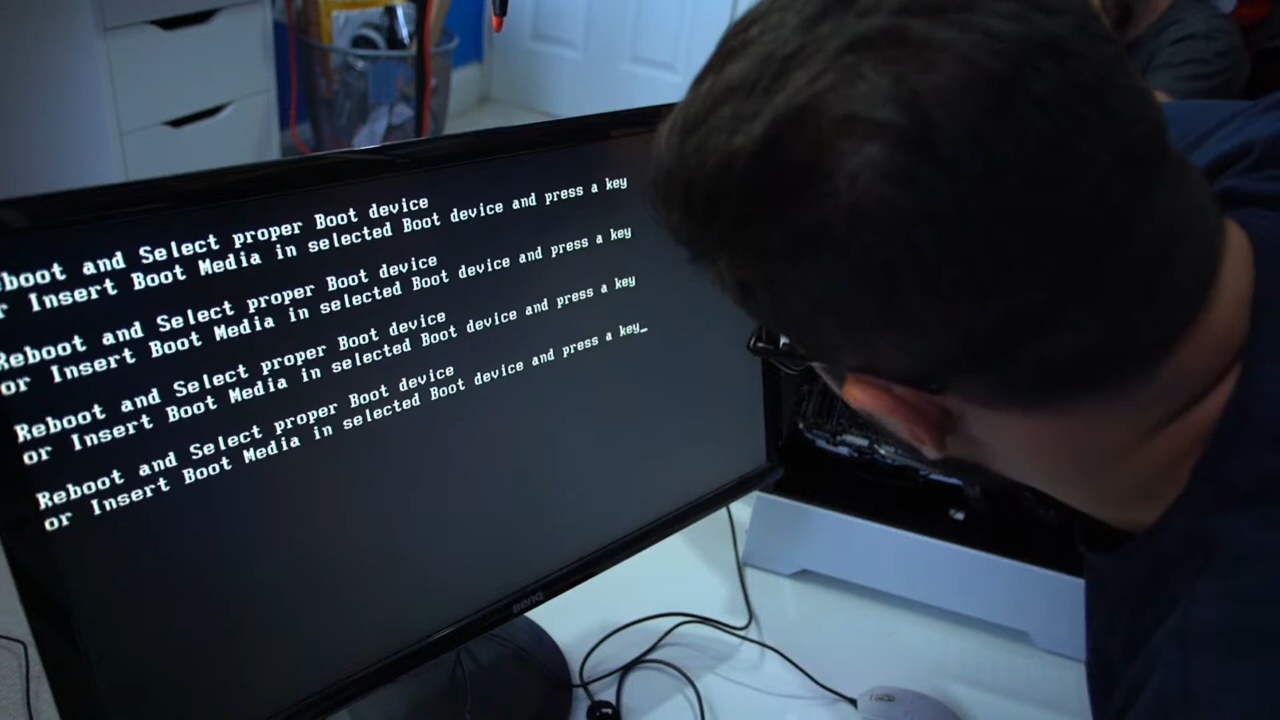 Reboot and Select proper Boot device
or Insert Boot Media in selected Boot device and press a key
Reboot and Select proper Boot device
or Insert Boot Media in selected Boot device and press a key
Reboot and Select proper Boot device
or Insert Boot Media in selected Boot device and press a key
Reboot and Select proper Boot device
or Insert Boot Media in selected Boot device and press a key_
BenQ